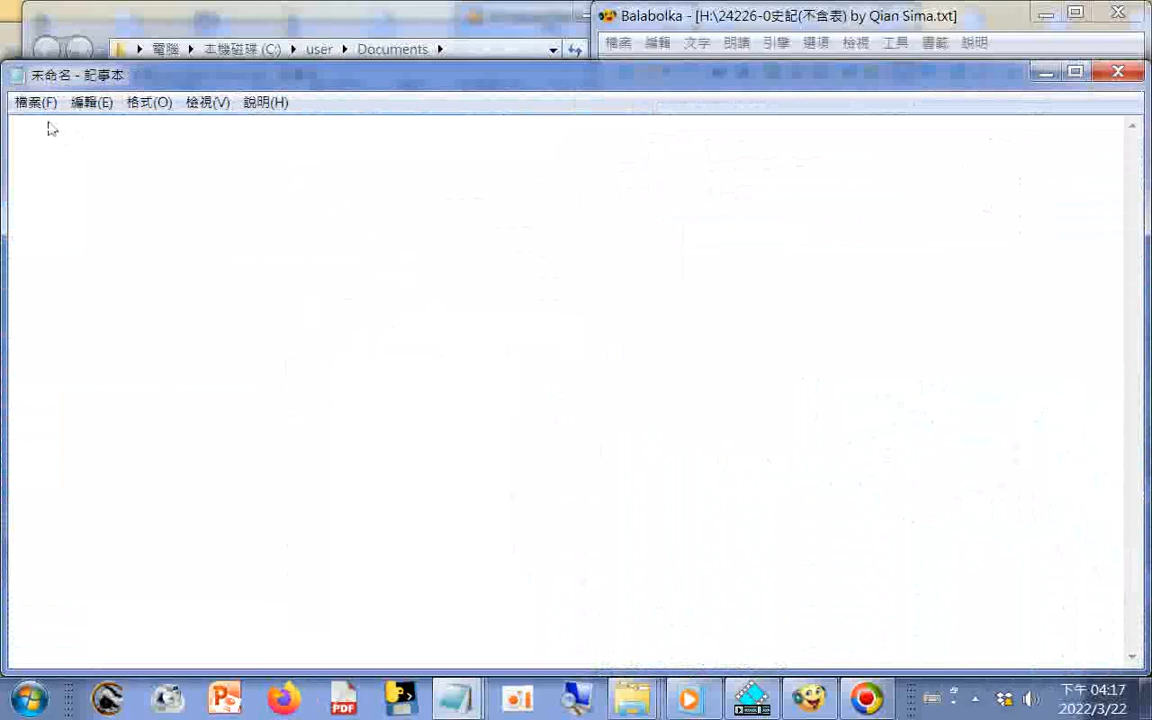 Balabolka - [H:\24226-0史記(不含表) by Qian Sima.txt]
檔案 編輯 文字 朗讀 引擎 選項 檢視 工具 書籤 說明
電腦 本機磁碟 (C:) user Documents
未命名 - 記事本
檔案(F) 編輯(E) 格式(O) 檢視(V) 說明(H)
PDF
下午 04:17
2022/3/22